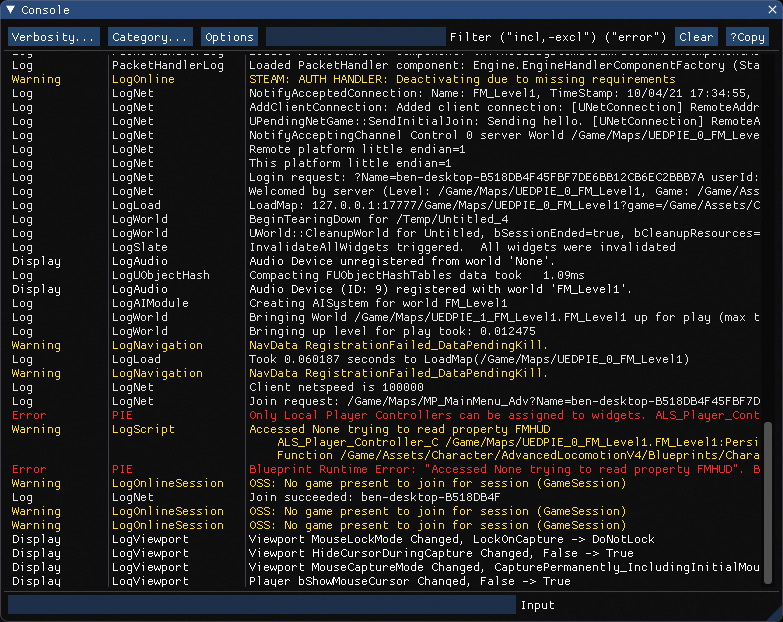 Console
Verbosity... Category... Options Filter ("incl,-excl") ("error") Clear ?Copy
Log PacketHandlerLog Loaded PacketHandler component: Engine.EngineHandlerComponentFactory (Sta
Warning LogOnline STEAM: AUTH HANDLER: Deactivating due to missing requirements
Log LogNet NotifyAcceptedConnection: Name: FM_Level1, TimeStamp: 10/04/21 17:34:55,
Log LogNet AddClientConnection: Added client connection: [UNetConnection] RemoteAddr
Log LogNet UPendingNetGame::SendInitialJoin: Sending hello. [UNetConnection] RemoteA
Log LogNet NotifyAcceptingChannel Control 0 server World /Game/Maps/UEDPIE_0_FM_Leve
Log LogNet Remote platform little endian=1
Log LogNet This platform little endian=1
Log LogNet Login request: ?Name=ben-desktop-B518DB4F45FBF7DE6BB12CB6EC2BBB7A userId:
Log LogNet Welcomed by server (Level: /Game/Maps/UEDPIE_0_FM_Level1, Game: /Game/Ass
Log LogLoad LoadMap: 127.0.0.1:17777/Game/Maps/UEDPIE_0_FM_Level1?game=/Game/Assets/C
Log LogWorld BeginTearingDown for /Temp/Untitled_4
Log LogWorld UWorld::CleanupWorld for Untitled, bSessionEnded=true, bCleanupResources=
Log LogSlate InvalidateAllWidgets triggered.  All widgets were invalidated
Display LogAudio Audio Device unregistered from world 'None'.
Log LogUObjectHash Compacting FUObjectHashTables data took   1.09ms
Display LogAudio Audio Device (ID: 9) registered with world 'FM_Level1'.
Log LogAIModule Creating AISystem for world FM_Level1
Log LogWorld Bringing World /Game/Maps/UEDPIE_1_FM_Level1.FM_Level1 up for play (max t
Log LogWorld Bringing up level for play took: 0.012475
Warning LogNavigation NavData RegistrationFailed_DataPendingKill.
Log LogLoad Took 0.060187 seconds to LoadMap(/Game/Maps/UEDPIE_0_FM_Level1)
Warning LogNavigation NavData RegistrationFailed_DataPendingKill.
Log LogNet Client netspeed is 100000
Log LogNet Join request: /Game/Maps/MP_MainMenu_Adv?Name=ben-desktop-B518DB4F45FBF7D
Error PIE Only Local Player Controllers can be assigned to widgets. ALS_Player_Cont
Warning LogScript Accessed None trying to read property FMHUD
ALS_Player_Controller_C /Game/Maps/UEDPIE_0_FM_Level1.FM_Level1:Persi
Function /Game/Assets/Character/AdvancedLocomotionV4/Blueprints/Chara
Error PIE Blueprint Runtime Error: "Accessed None trying to read property FMHUD". B
Warning LogOnlineSession OSS: No game present to join for session (GameSession)
Log LogNet Join succeeded: ben-desktop-B518DB4F
Warning LogOnlineSession OSS: No game present to join for session (GameSession)
Warning LogOnlineSession OSS: No game present to join for session (GameSession)
Display LogViewport Viewport MouseLockMode Changed, LockOnCapture -> DoNotLock
Display LogViewport Viewport HideCursorDuringCapture Changed, False -> True
Display LogViewport Viewport MouseCaptureMode Changed, CapturePermanently_IncludingInitialMou
Display LogViewport Player bShowMouseCursor Changed, False -> True
Input